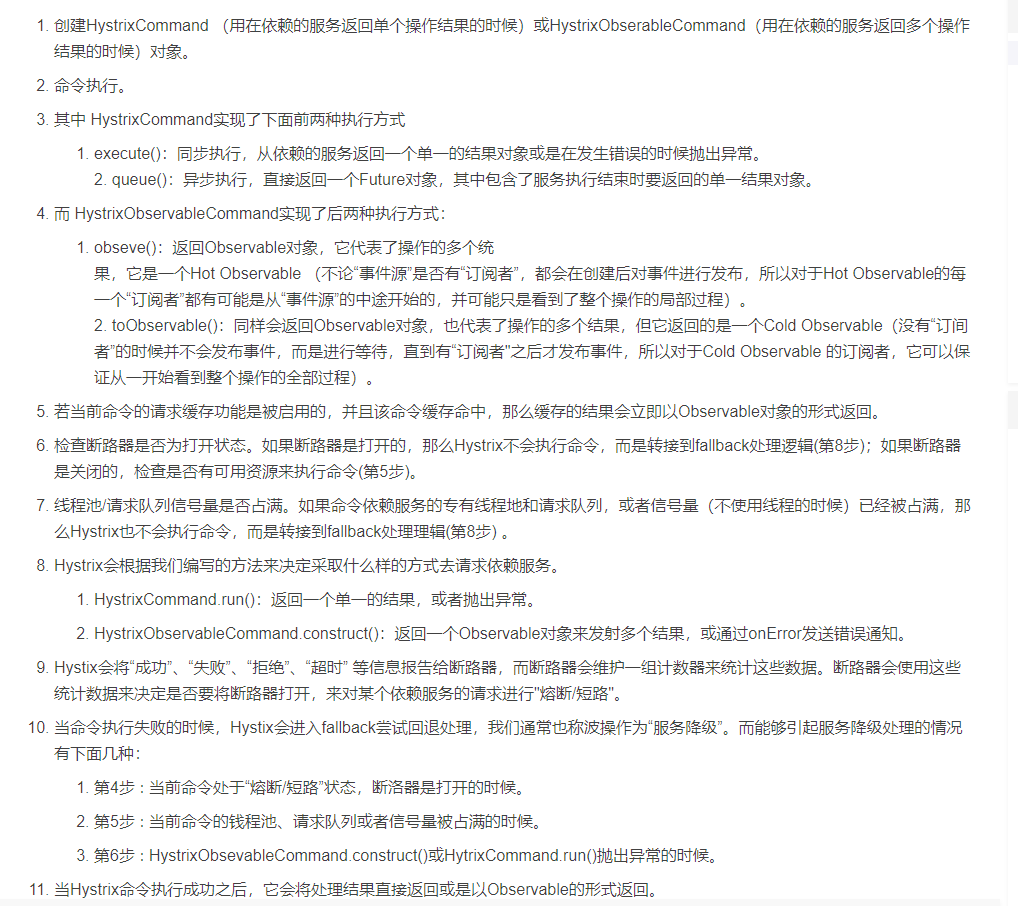 1. 创建HystrixCommand （用在依赖的服务返回单个操作结果的时候）或HystrixObserableCommand（用在依赖的服务返回多个操作
结果的时候）对象。
2. 命令执行。
3. 其中 HystrixCommand实现了下面前两种执行方式
1. execute()：同步执行，从依赖的服务返回一个单一的结果对象或是在发生错误的时候抛出异常。
2. queue()：异步执行，直接返回一个Future对象，其中包含了服务执行结束时要返回的单一结果对象。
4. 而 HystrixObservableCommand实现了后两种执行方式：
1. obseve()：返回Observable对象，它代表了操作的多个统
果，它是一个Hot Observable （不论“事件源”是否有“订阅者”，都会在创建后对事件进行发布，所以对于Hot Observable的每
一个“订阅者”都有可能是从“事件源”的中途开始的，并可能只是看到了整个操作的局部过程）。
2. toObservable()：同样会返回Observable对象，也代表了操作的多个结果，但它返回的是一个Cold Observable（没有“订间
者”的时候并不会发布事件，而是进行等待，直到有“订阅者"之后才发布事件，所以对于Cold Observable 的订阅者，它可以保
证从一开始看到整个操作的全部过程）。
5. 若当前命令的请求缓存功能是被启用的，并且该命令缓存命中，那么缓存的结果会立即以Observable对象的形式返回。
6. 检查断路器是否为打开状态。如果断路器是打开的，那么Hystrix不会执行命令，而是转接到fallback处理逻辑(第8步)；如果断路器
是关闭的，检查是否有可用资源来执行命令(第5步)。
7. 线程池/请求队列信号量是否占满。如果命令依赖服务的专有线程地和请求队列，或者信号量（不使用线程的时候）已经被占满，那
么Hystrix也不会执行命令，而是转接到fallback处理理辑(第8步) 。
8. Hystrix会根据我们编写的方法来决定采取什么样的方式去请求依赖服务。
1. HystrixCommand.run()：返回一个单一的结果，或者抛出异常。
2. HystrixObservableCommand.construct()：返回一个Observable对象来发射多个结果，或通过onError发送错误通知。
9. Hystix会将“成功”、“失败”、“拒绝”、“超时” 等信息报告给断路器，而断路器会维护一组计数器来统计这些数据。断路器会使用这些
统计数据来决定是否要将断路器打开，来对某个依赖服务的请求进行"熔断/短路"。
10. 当命令执行失败的时候，Hystix会进入fallback尝试回退处理，我们通常也称波操作为“服务降级”。而能够引起服务降级处理的情况
有下面几种：
1. 第4步 : 当前命令处于“熔断/短路”状态，断洛器是打开的时候。
2. 第5步 : 当前命令的钱程池、请求队列或者信号量被占满的时候。
3. 第6步 : HystrixObsevableCommand.construct()或HytrixCommand.run()抛出异常的时候。
11. 当Hystrix命令执行成功之后，它会将处理结果直接返回或是以Observable的形式返回。